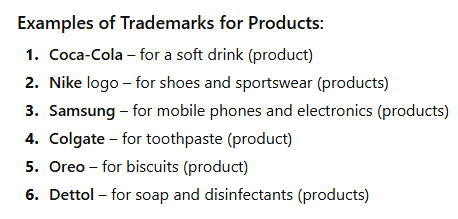 Examples of Trademarks for Products:
1. Coca-Cola – for a soft drink (product)
2. Nike logo – for shoes and sportswear (products)
3. Samsung – for mobile phones and electronics (products)
4. Colgate – for toothpaste (product)
5. Oreo – for biscuits (product)
6. Dettol – for soap and disinfectants (products)